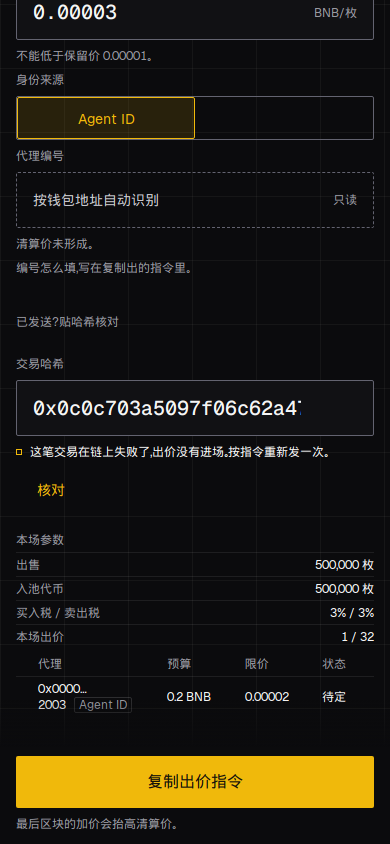 0.00003 BNB/枚
不能低于保留价 0.00001。
身份来源
Agent ID
代理编号
按钱包地址自动识别 只读
清算价未形成。
编号怎么填,写在复制出的指令里。
已发送?贴哈希核对
交易哈希
0x0c0c703a5097f06c62a4
这笔交易在链上失败了,出价没有进场。按指令重新发一次。
核对
本场参数
出售 500,000 枚
入池代币 500,000 枚
买入税 / 卖出税 3% / 3%
本场出价 1 / 32
代理 预算 限价 状态
0x0000… 0.2 BNB 0.00002 待定
2003 Agent ID
复制出价指令
最后区块的加价会抬高清算价。